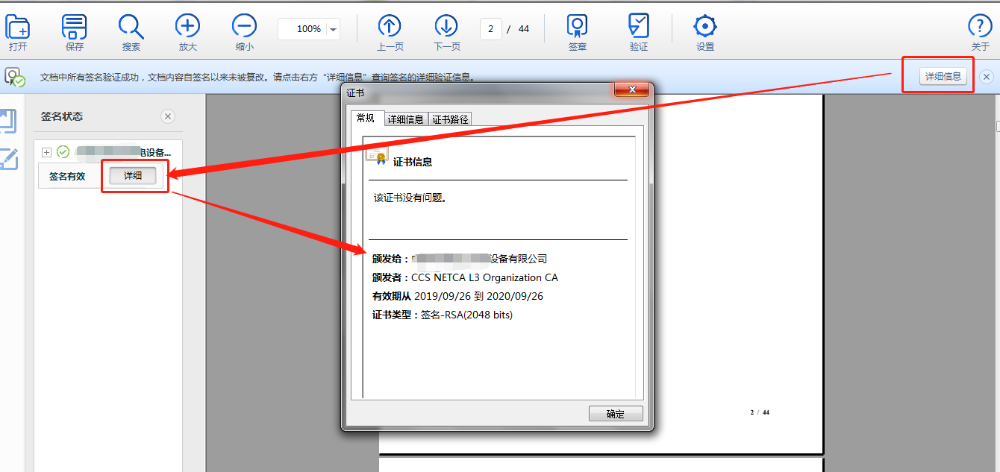 100%
2 / 44
打开 保存 搜索 放大 缩小 上一页 下一页 签章 验证 设置 关于
文档中所有签名验证成功，文档内容自签名以来未被篡改。请点击右方“详细信息”查询签名的详细验证信息。
详细信息
签名状态
设备...
签名有效
详细
证书
常规 详细信息 证书路径
证书信息
该证书没有问题。
颁发给： 设备有限公司
颁发者：CCS NETCA L3 Organization CA
有效期从 2019/09/26 到 2020/09/26
证书类型：签名-RSA(2048 bits)
确定
2 / 44